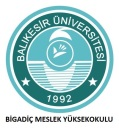 BALIKESİR ÜNİVERSİTESİ
1992
BİGADİÇ MESLEK YÜKSEKOKULU